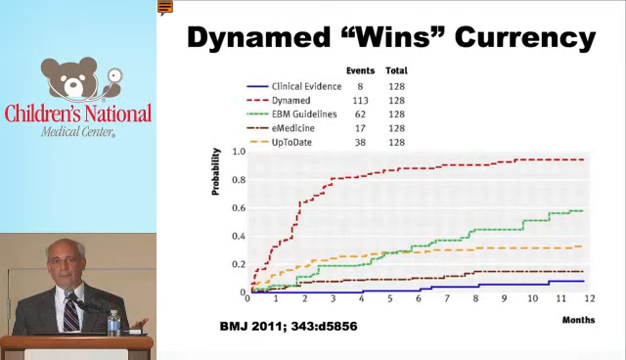 Dynamed “Wins” Currency
Children's National
Medical Center
Events Total
Clinical Evidence 8 128
Dynamed 113 128
EBM Guidelines 62 128
eMedicine 17 128
UpToDate 38 128
Probability
1.0
0.8
0.6
0.4
0.2
0
0 1 2 3 4 5 6 7 8 9 10 11 12
Months
BMJ 2011; 343:d5856